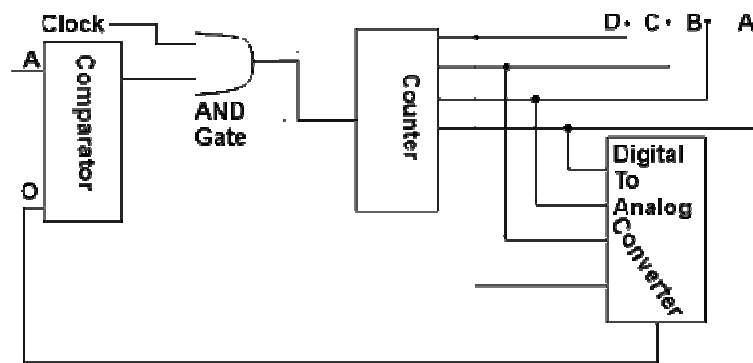 Clock
D C B A
A
Comparator
AND
Gate
Counter
O
Digital
To
Analog
Converter